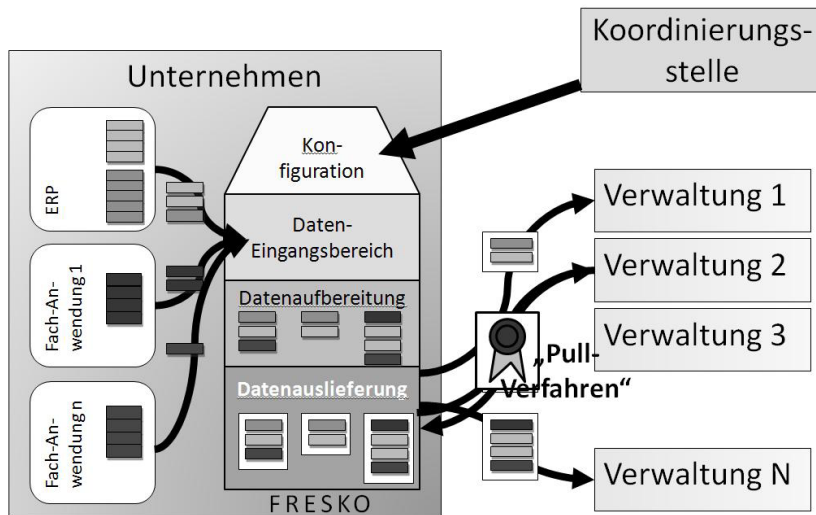 Koordinierungs-
stelle
Unternehmen
ERP
Fach-An-
wendung 1
Fach-An-
wendung n
Kon-
figuration
Daten-
Eingangsbereich
Datenaufbereitung
Datenauslieferung
FRESKO
„Pull-
Verfahren“
Verwaltung 1
Verwaltung 2
Verwaltung 3
Verwaltung N